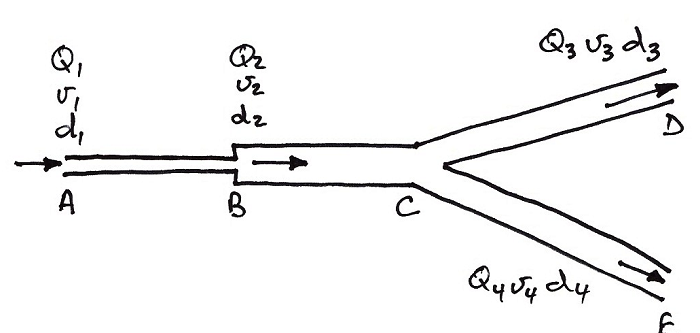 Q₁
v₁
d₁
Q₂
v₂
d₂
Q₃ v₃ d₃
A
B
C
D
Q₄ v₄ d₄
E